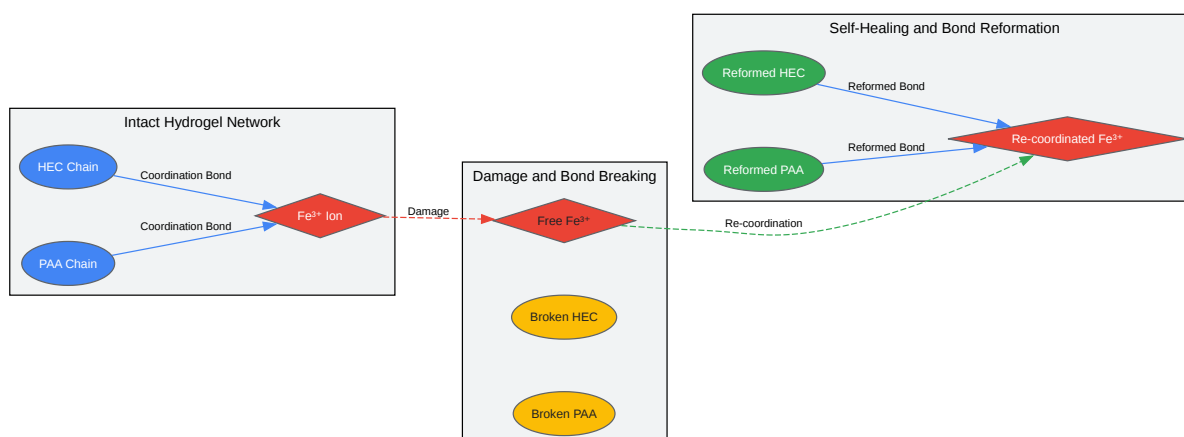 Intact Hydrogel Network
HEC Chain
Coordination Bond
Fe³⁺ Ion
Coordination Bond
PAA Chain
Damage
Damage and Bond Breaking
Free Fe³⁺
Broken HEC
Broken PAA
Re-coordination
Self-Healing and Bond Reformation
Reformed HEC
Reformed Bond
Re-coordinated Fe³⁺
Reformed Bond
Reformed PAA